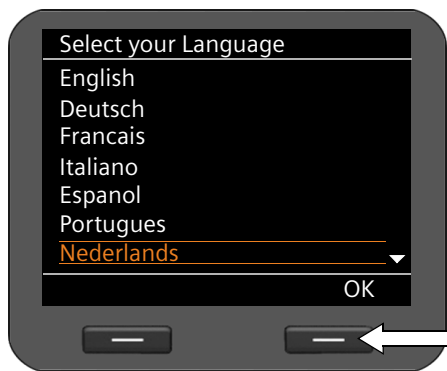 Select your Language
English
Deutsch
Francais
Italiano
Espanol
Portugues
Nederlands
OK